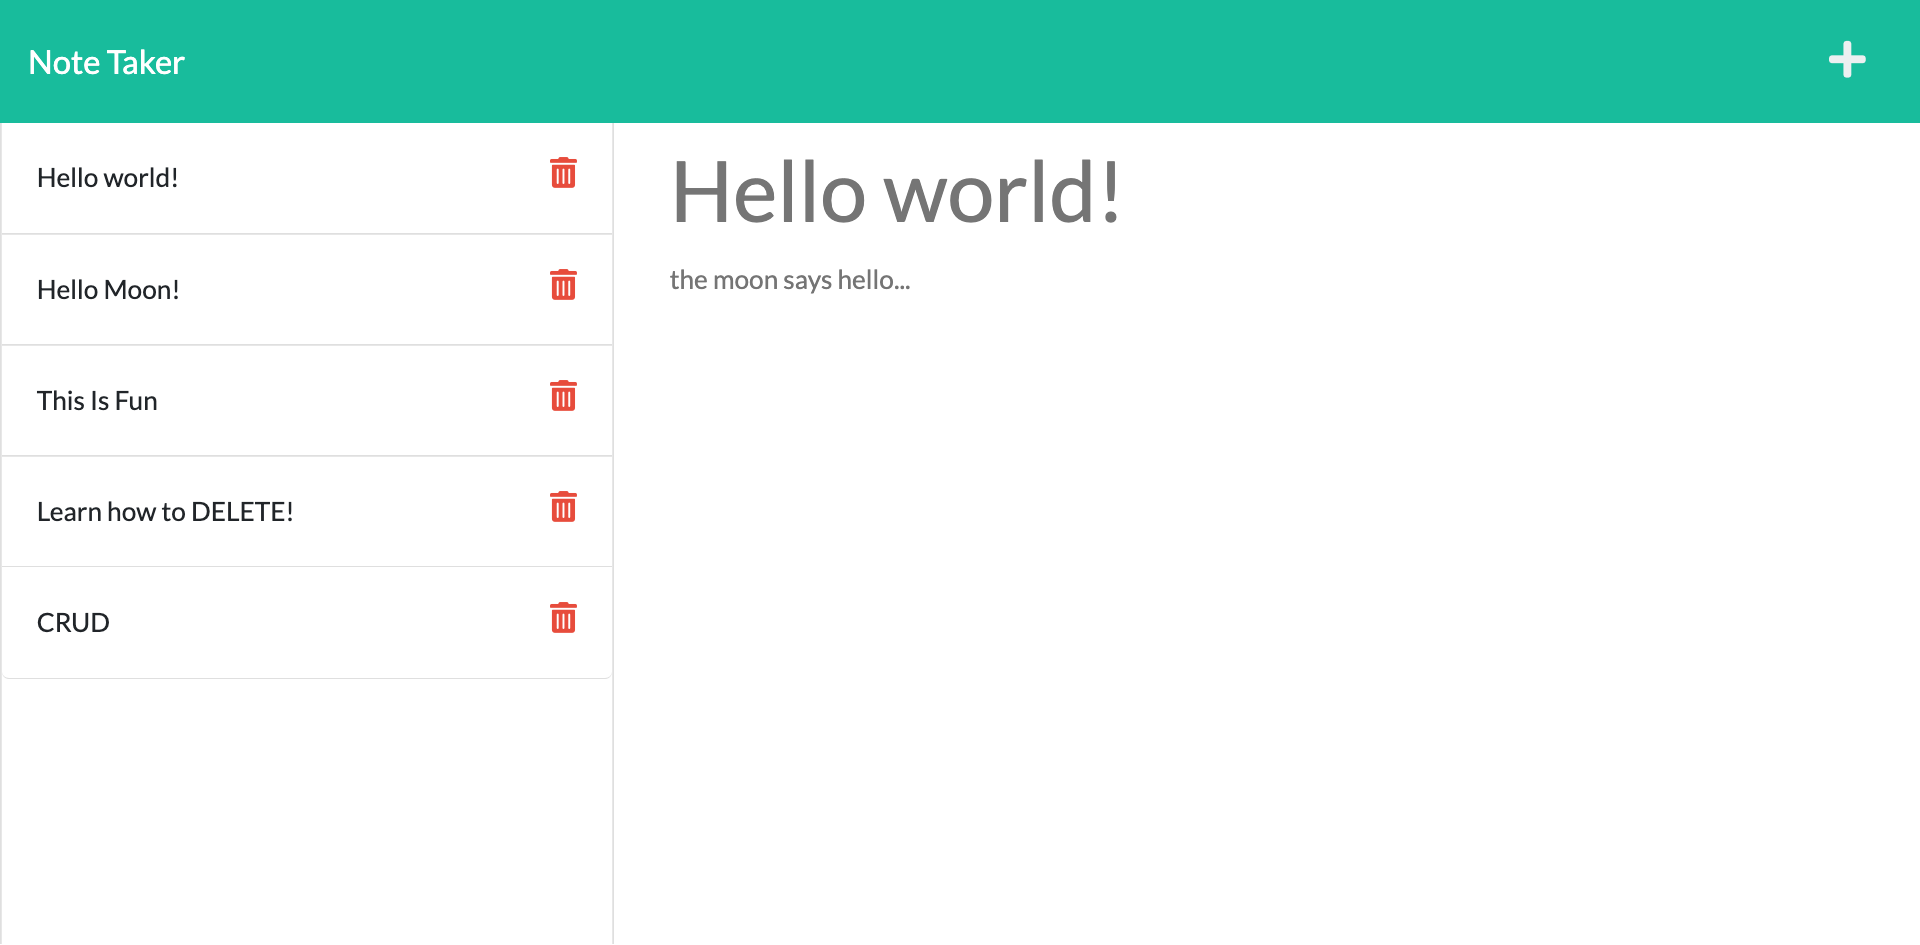 Note Taker
Hello world!
Hello Moon!
This Is Fun
Learn how to DELETE!
CRUD
Hello world!
the moon says hello...